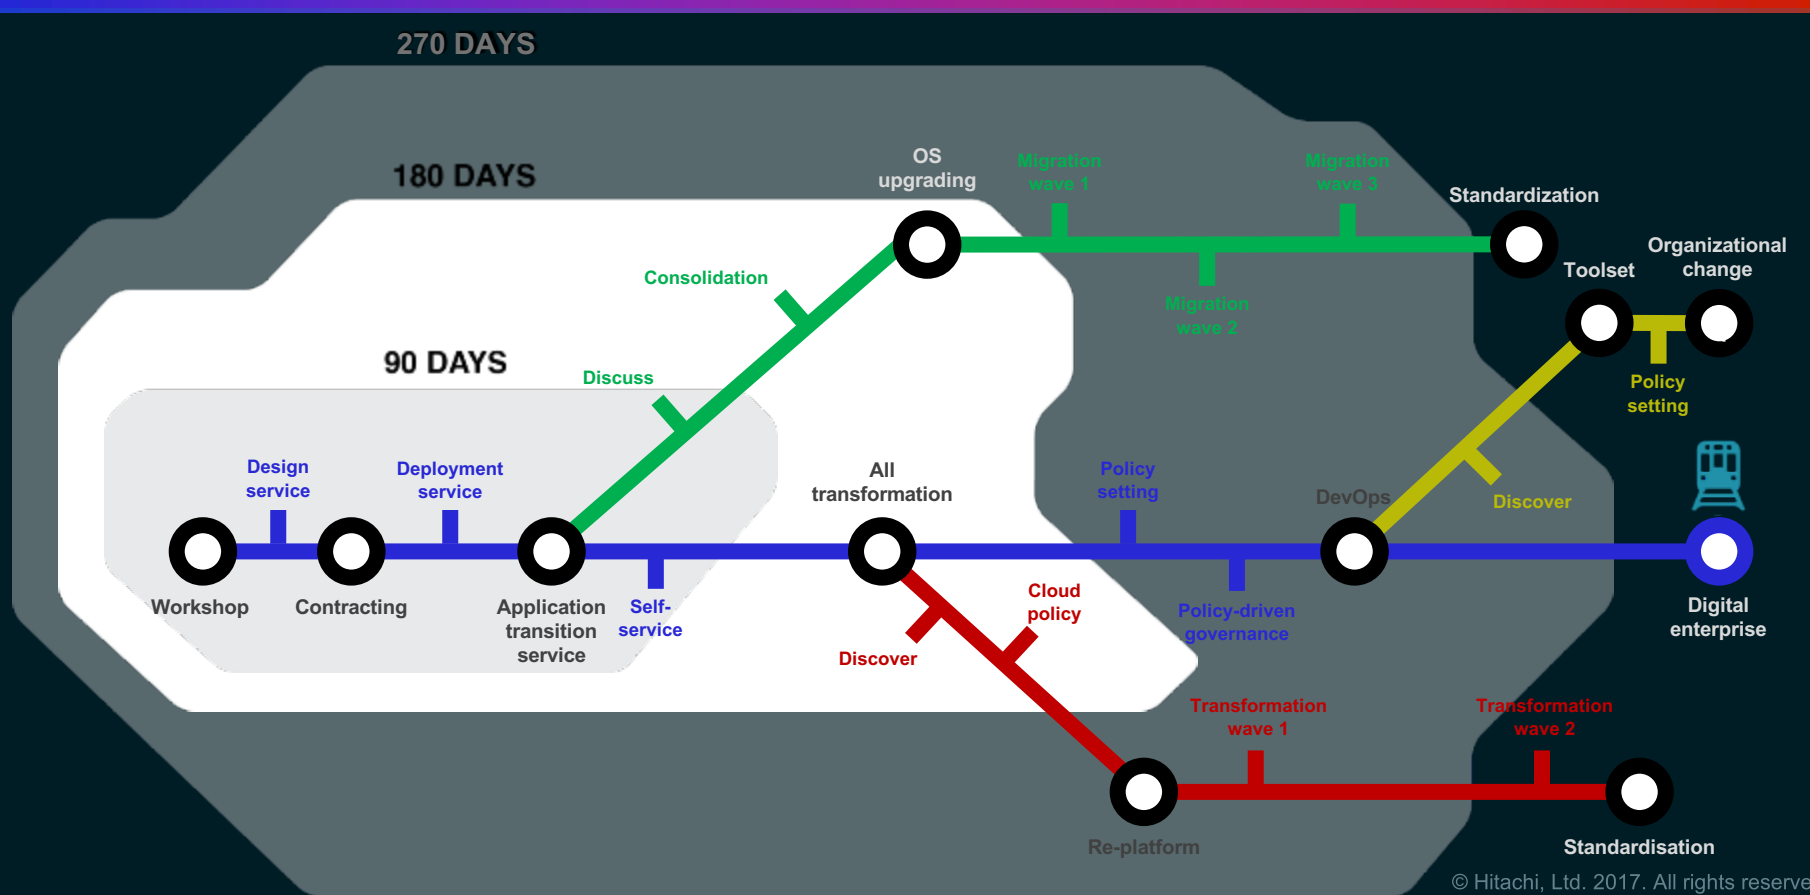 270 DAYS
180 DAYS
90 DAYS
OS
upgrading
Migration
wave 1
Migration
wave 2
Migration
wave 3
Standardization
Toolset
Organizational
change
Consolidation
Discuss
Policy
setting
Discover
Design
service
Deployment
service
All
transformation
Policy
setting
DevOps
Workshop
Contracting
Application
transition
service
Self-
service
Cloud
policy
Discover
Policy-driven
governance
Digital
enterprise
Transformation
wave 1
Transformation
wave 2
Re-platform
Standardisation
© Hitachi, Ltd. 2017. All rights reserve